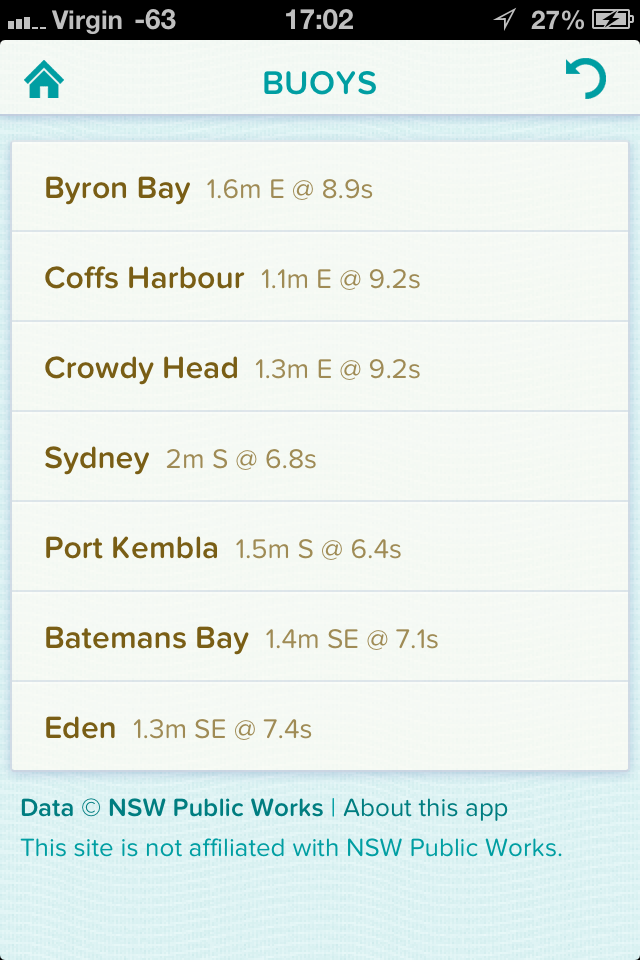 Virgin -63 17:02 27%
BUOYS
Byron Bay 1.6m E @ 8.9s
Coffs Harbour 1.1m E @ 9.2s
Crowdy Head 1.3m E @ 9.2s
Sydney 2m S @ 6.8s
Port Kembla 1.5m S @ 6.4s
Batemans Bay 1.4m SE @ 7.1s
Eden 1.3m SE @ 7.4s
Data © NSW Public Works | About this app
This site is not affiliated with NSW Public Works.